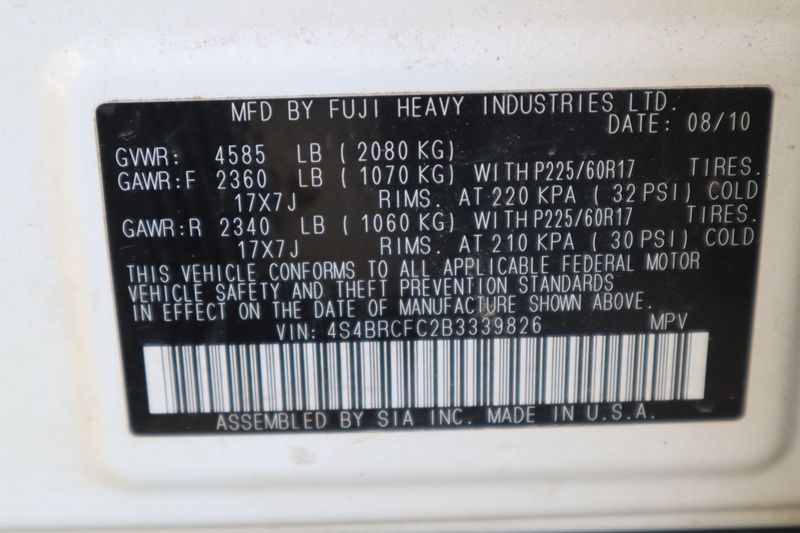 MFD BY FUJI HEAVY INDUSTRIES LTD.
DATE: 08/10
GVWR: 4585 LB ( 2080 KG)
GAWR:F 2360 LB ( 1070 KG) WITH P225/60R17 TIRES.
17X7J RIMS. AT 220 KPA ( 32 PSI) COLD
GAWR:R 2340 LB ( 1060 KG) WITH P225/60R17 TIRES.
17X7J RIMS. AT 210 KPA ( 30 PSI) COLD
THIS VEHICLE CONFORMS TO ALL APPLICABLE FEDERAL MOTOR
VEHICLE SAFETY AND THEFT PREVENTION STANDARDS
IN EFFECT ON THE DATE OF MANUFACTURE SHOWN ABOVE.
VIN: 4S4BRCFC2B3339826 MPV
ASSEMBLED BY SIA INC. MADE IN U.S.A.